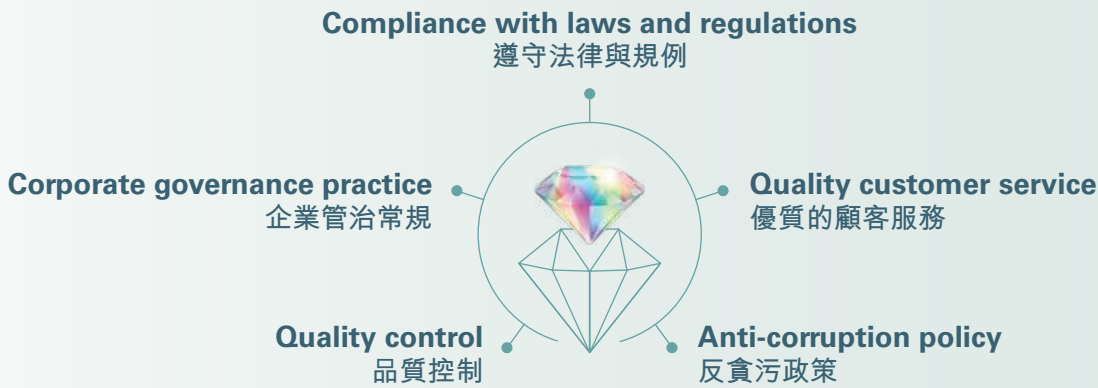 Compliance with laws and regulations
遵守法律與規例
Corporate governance practice
企業管治常規
Quality customer service
優質的顧客服務
Quality control
品質控制
Anti-corruption policy
反貪污政策